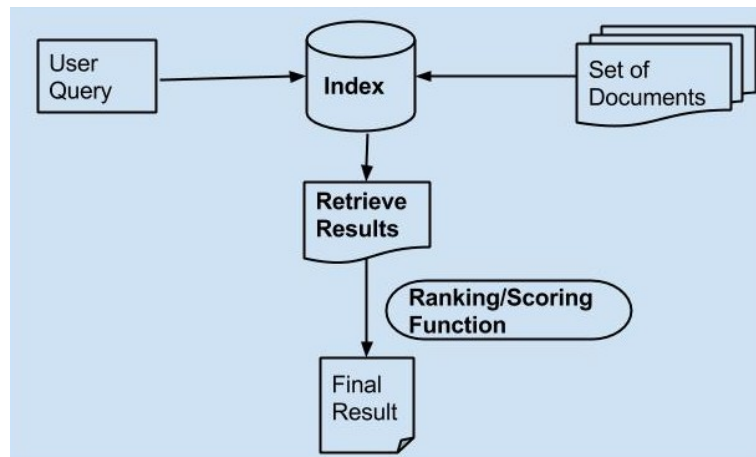 User
Query
Index
Set of
Documents
Retrieve
Results
Ranking/Scoring
Function
Final
Result